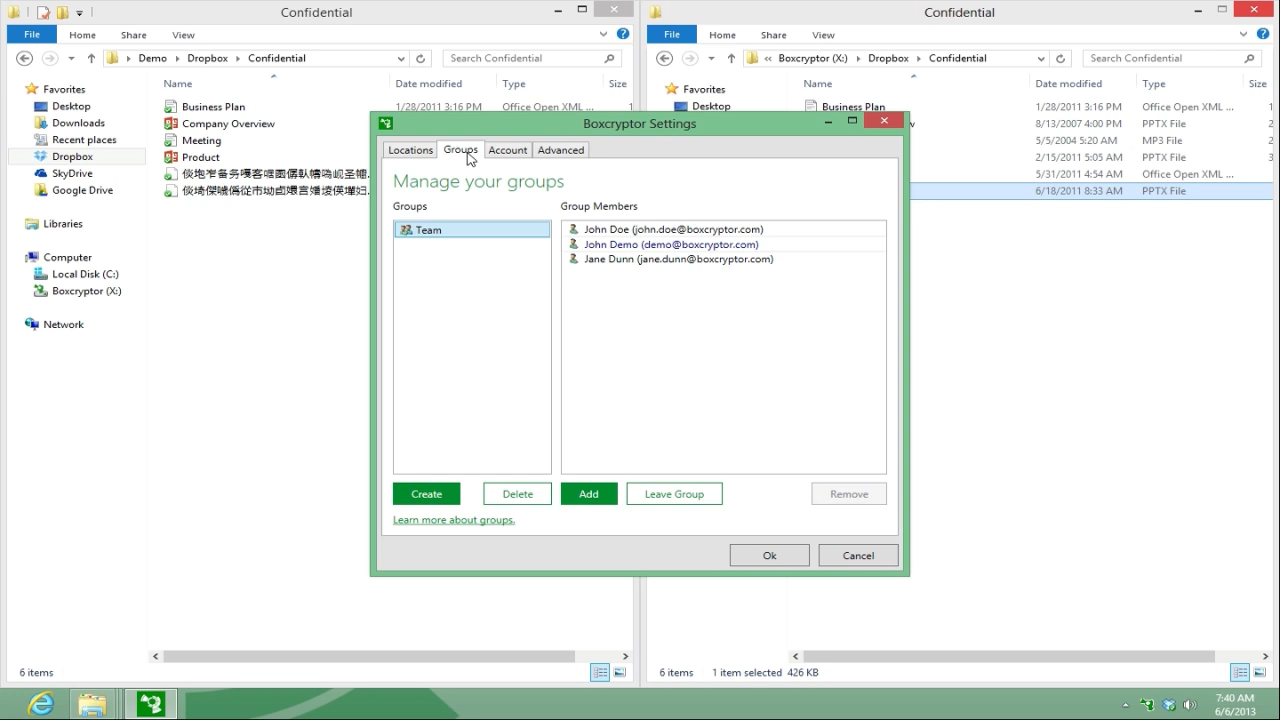 Confidential
File Home Share View
Demo Dropbox Confidential
Search Confidential
Name Date modified Type Size
Favorites
Desktop
Downloads
Recent places
Dropbox
SkyDrive
Google Drive
Libraries
Computer
Local Disk (C:)
Boxcryptor (X:)
Network
Business Plan 1/28/2011 3:16 PM Office Open XML ... 1
Company Overview
Meeting
Product
6 items
Confidential
File Home Share View
« Boxcryptor (X:) Dropbox Confidential
Search Confidential
Name Date modified Type Size
Favorites
Desktop
Business Plan 1/28/2011 3:16 PM Office Open XML ... 1
8/13/2007 4:00 PM PPTX File 2
5/5/2004 5:20 AM MP3 File
2/15/2011 5:05 AM PPTX File
5/31/2011 4:54 AM Office Open XML ...
6/18/2011 8:33 AM PPTX File
6 items 1 item selected 426 KB
Boxcryptor Settings
Locations Groups Account Advanced
Manage your groups
Groups
Team
Group Members
John Doe (john.doe@boxcryptor.com)
John Demo (demo@boxcryptor.com)
Jane Dunn (jane.dunn@boxcryptor.com)
Create Delete Add Leave Group Remove
Learn more about groups.
Ok Cancel
7:40 AM
6/6/2013